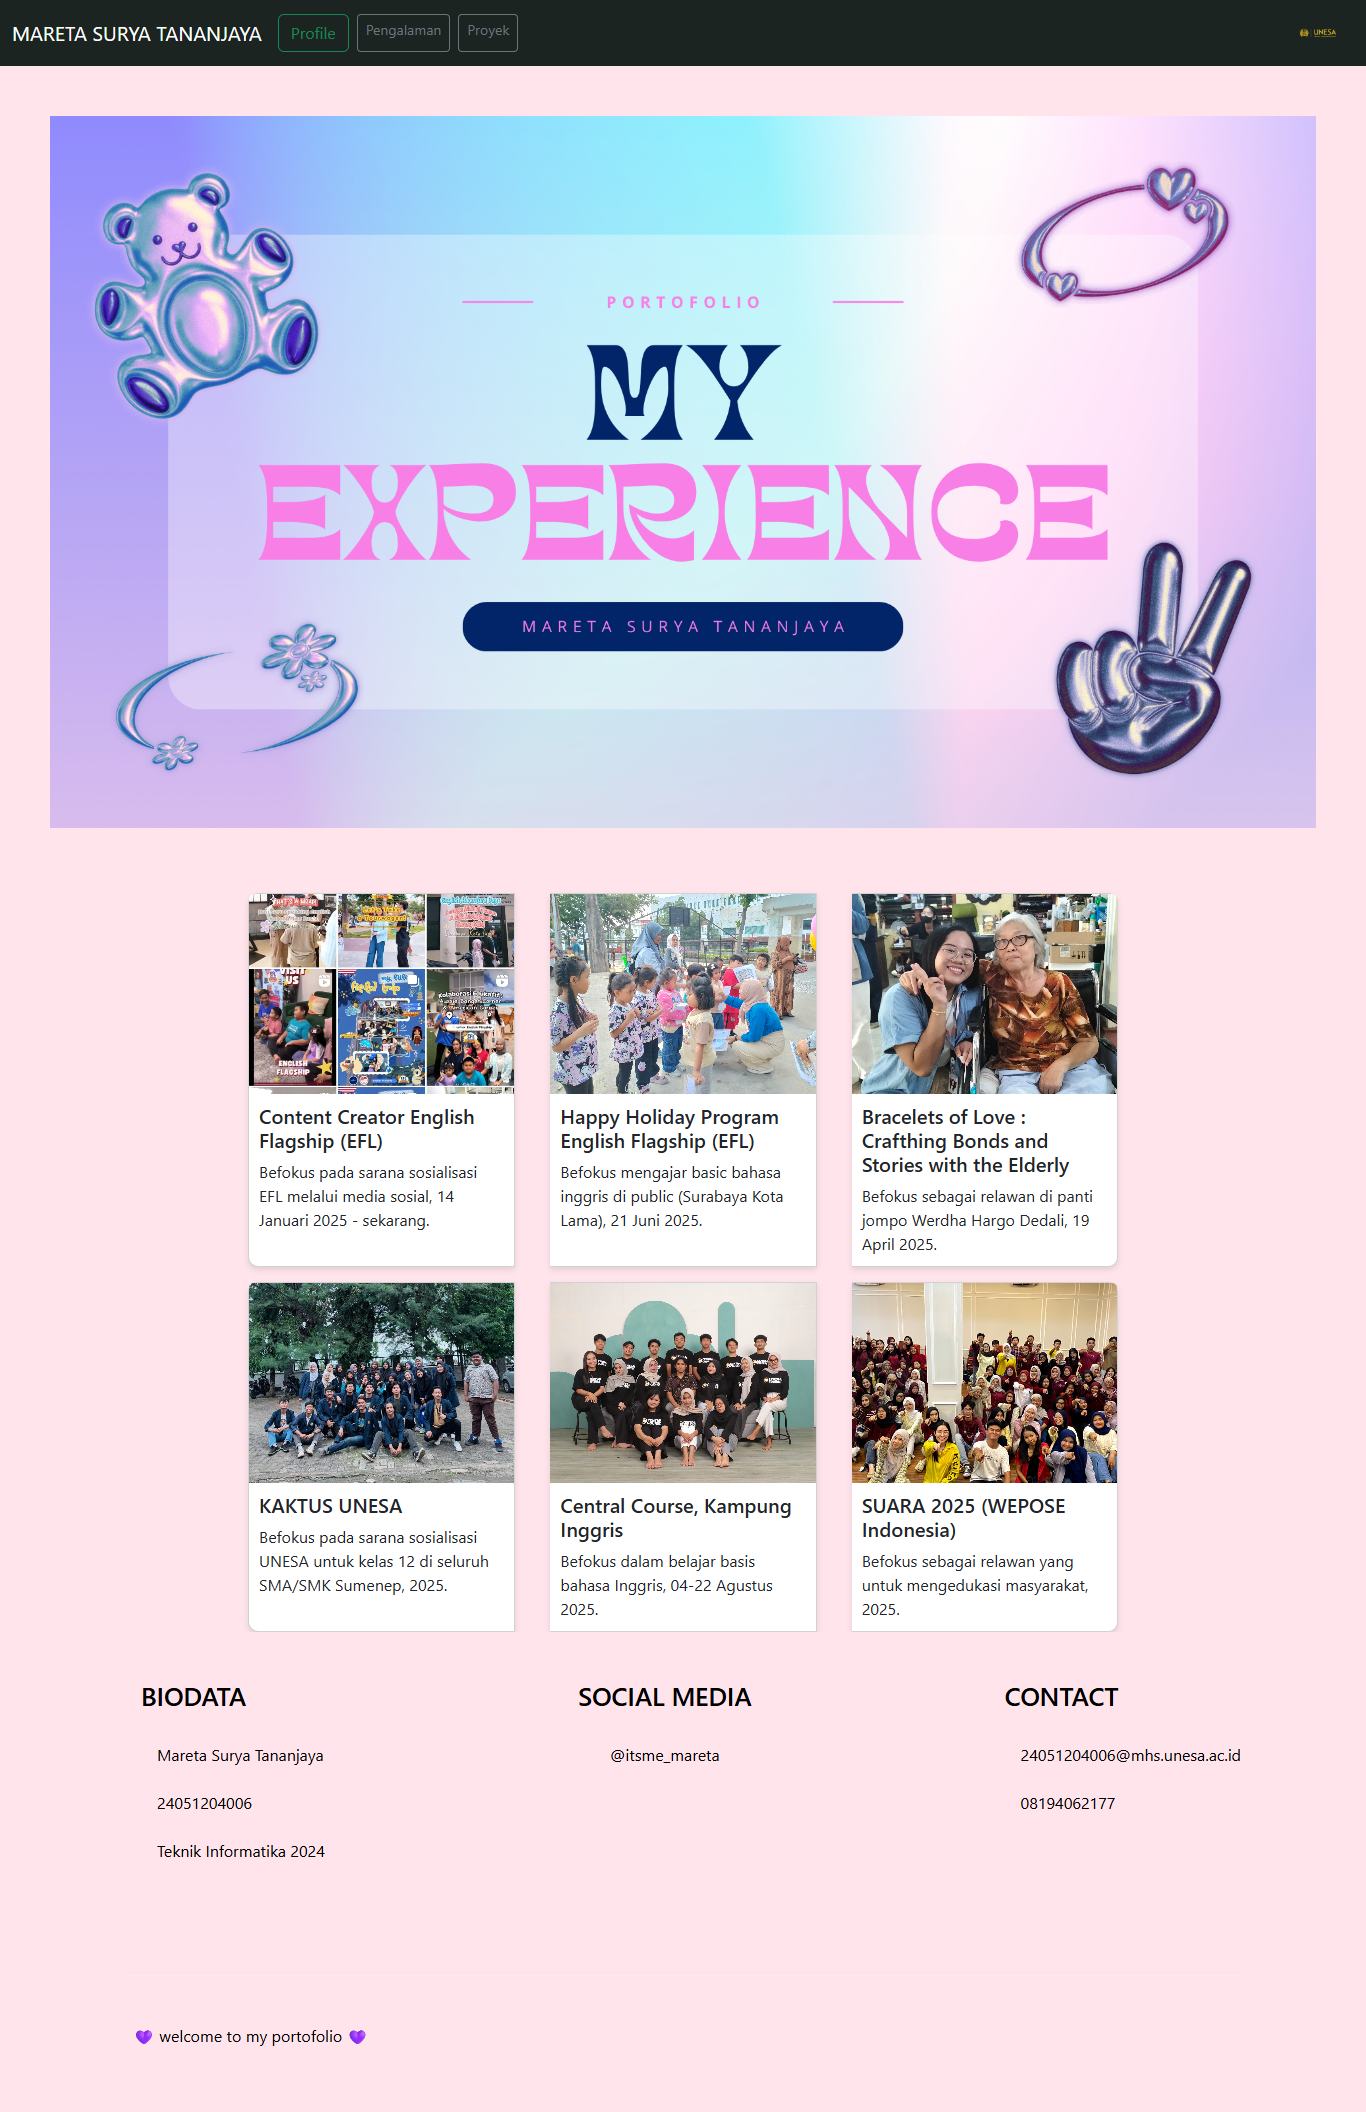 MARETA SURYA TANANJAYA Profile Pengalaman Proyek UNESA
PORTOFOLIO
MY
EXPERIENCE
MARETA SURYA TANANJAYA
ENGLISH
FLAGSHIP
Content Creator English
Flagship (EFL)
Befokus pada sarana sosialisasi
EFL melalui media sosial, 14
Januari 2025 - sekarang.
Happy Holiday Program
English Flagship (EFL)
Befokus mengajar basic bahasa
inggris di public (Surabaya Kota
Lama), 21 Juni 2025.
Bracelets of Love :
Crafthing Bonds and
Stories with the Elderly
Befokus sebagai relawan di panti
jompo Werdha Hargo Dedali, 19
April 2025.
KAKTUS UNESA
Befokus pada sarana sosialisasi
UNESA untuk kelas 12 di seluruh
SMA/SMK Sumenep, 2025.
Central Course, Kampung
Inggris
Befokus dalam belajar basis
bahasa Inggris, 04-22 Agustus
2025.
SUARA 2025 (WEPOSE
Indonesia)
Befokus sebagai relawan yang
untuk mengedukasi masyarakat,
2025.
BIODATA
Mareta Surya Tananjaya
24051204006
Teknik Informatika 2024
SOCIAL MEDIA
@itsme_mareta
CONTACT
24051204006@mhs.unesa.ac.id
08194062177
welcome to my portofolio